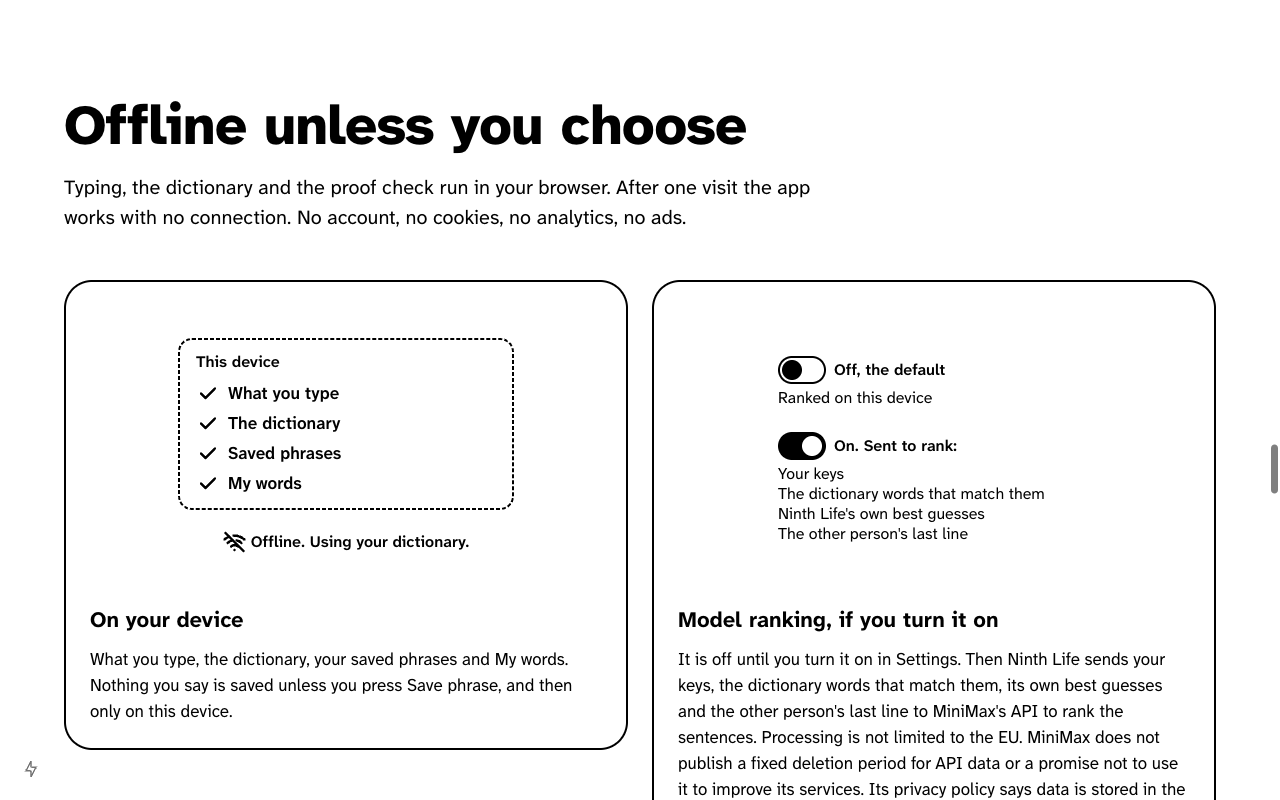 Offline unless you choose
Typing, the dictionary and the proof check run in your browser. After one visit the app
works with no connection. No account, no cookies, no analytics, no ads.
This device
What you type
The dictionary
Saved phrases
My words
Offline. Using your dictionary.
On your device
What you type, the dictionary, your saved phrases and My words.
Nothing you say is saved unless you press Save phrase, and then
only on this device.
Off, the default
Ranked on this device
On. Sent to rank:
Your keys
The dictionary words that match them
Ninth Life's own best guesses
The other person's last line
Model ranking, if you turn it on
It is off until you turn it on in Settings. Then Ninth Life sends your
keys, the dictionary words that match them, its own best guesses
and the other person's last line to MiniMax's API to rank the
sentences. Processing is not limited to the EU. MiniMax does not
publish a fixed deletion period for API data or a promise not to use
it to improve its services. Its privacy policy says data is stored in the